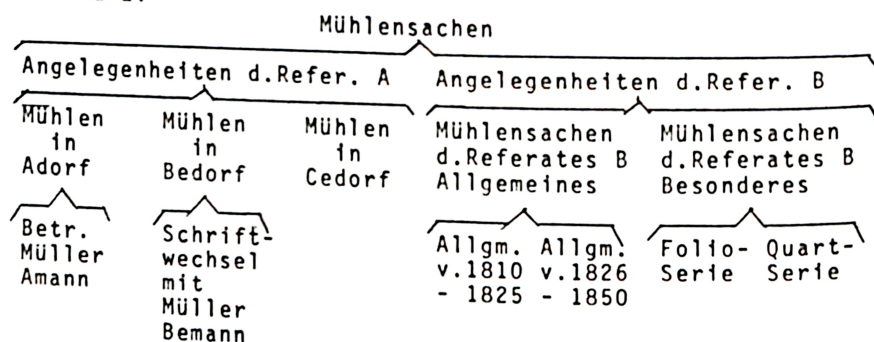 Mühlensachen
Angelegenheiten d.Refer. A
Angelegenheiten d.Refer. B
Mühlen
in
Adorf
Mühlen
in
Bedorf
Mühlen
in
Cedorf
Mühlensachen
d.Referates B
Allgemeines
Mühlensachen
d.Referates B
Besonderes
Betr.
Müller
Amann
Schrift-
wechsel
mit
Müller
Bemann
Allgm.
v.1810
- 1825
Allgm.
v.1826
- 1850
Folio-
Serie
Quart-
Serie